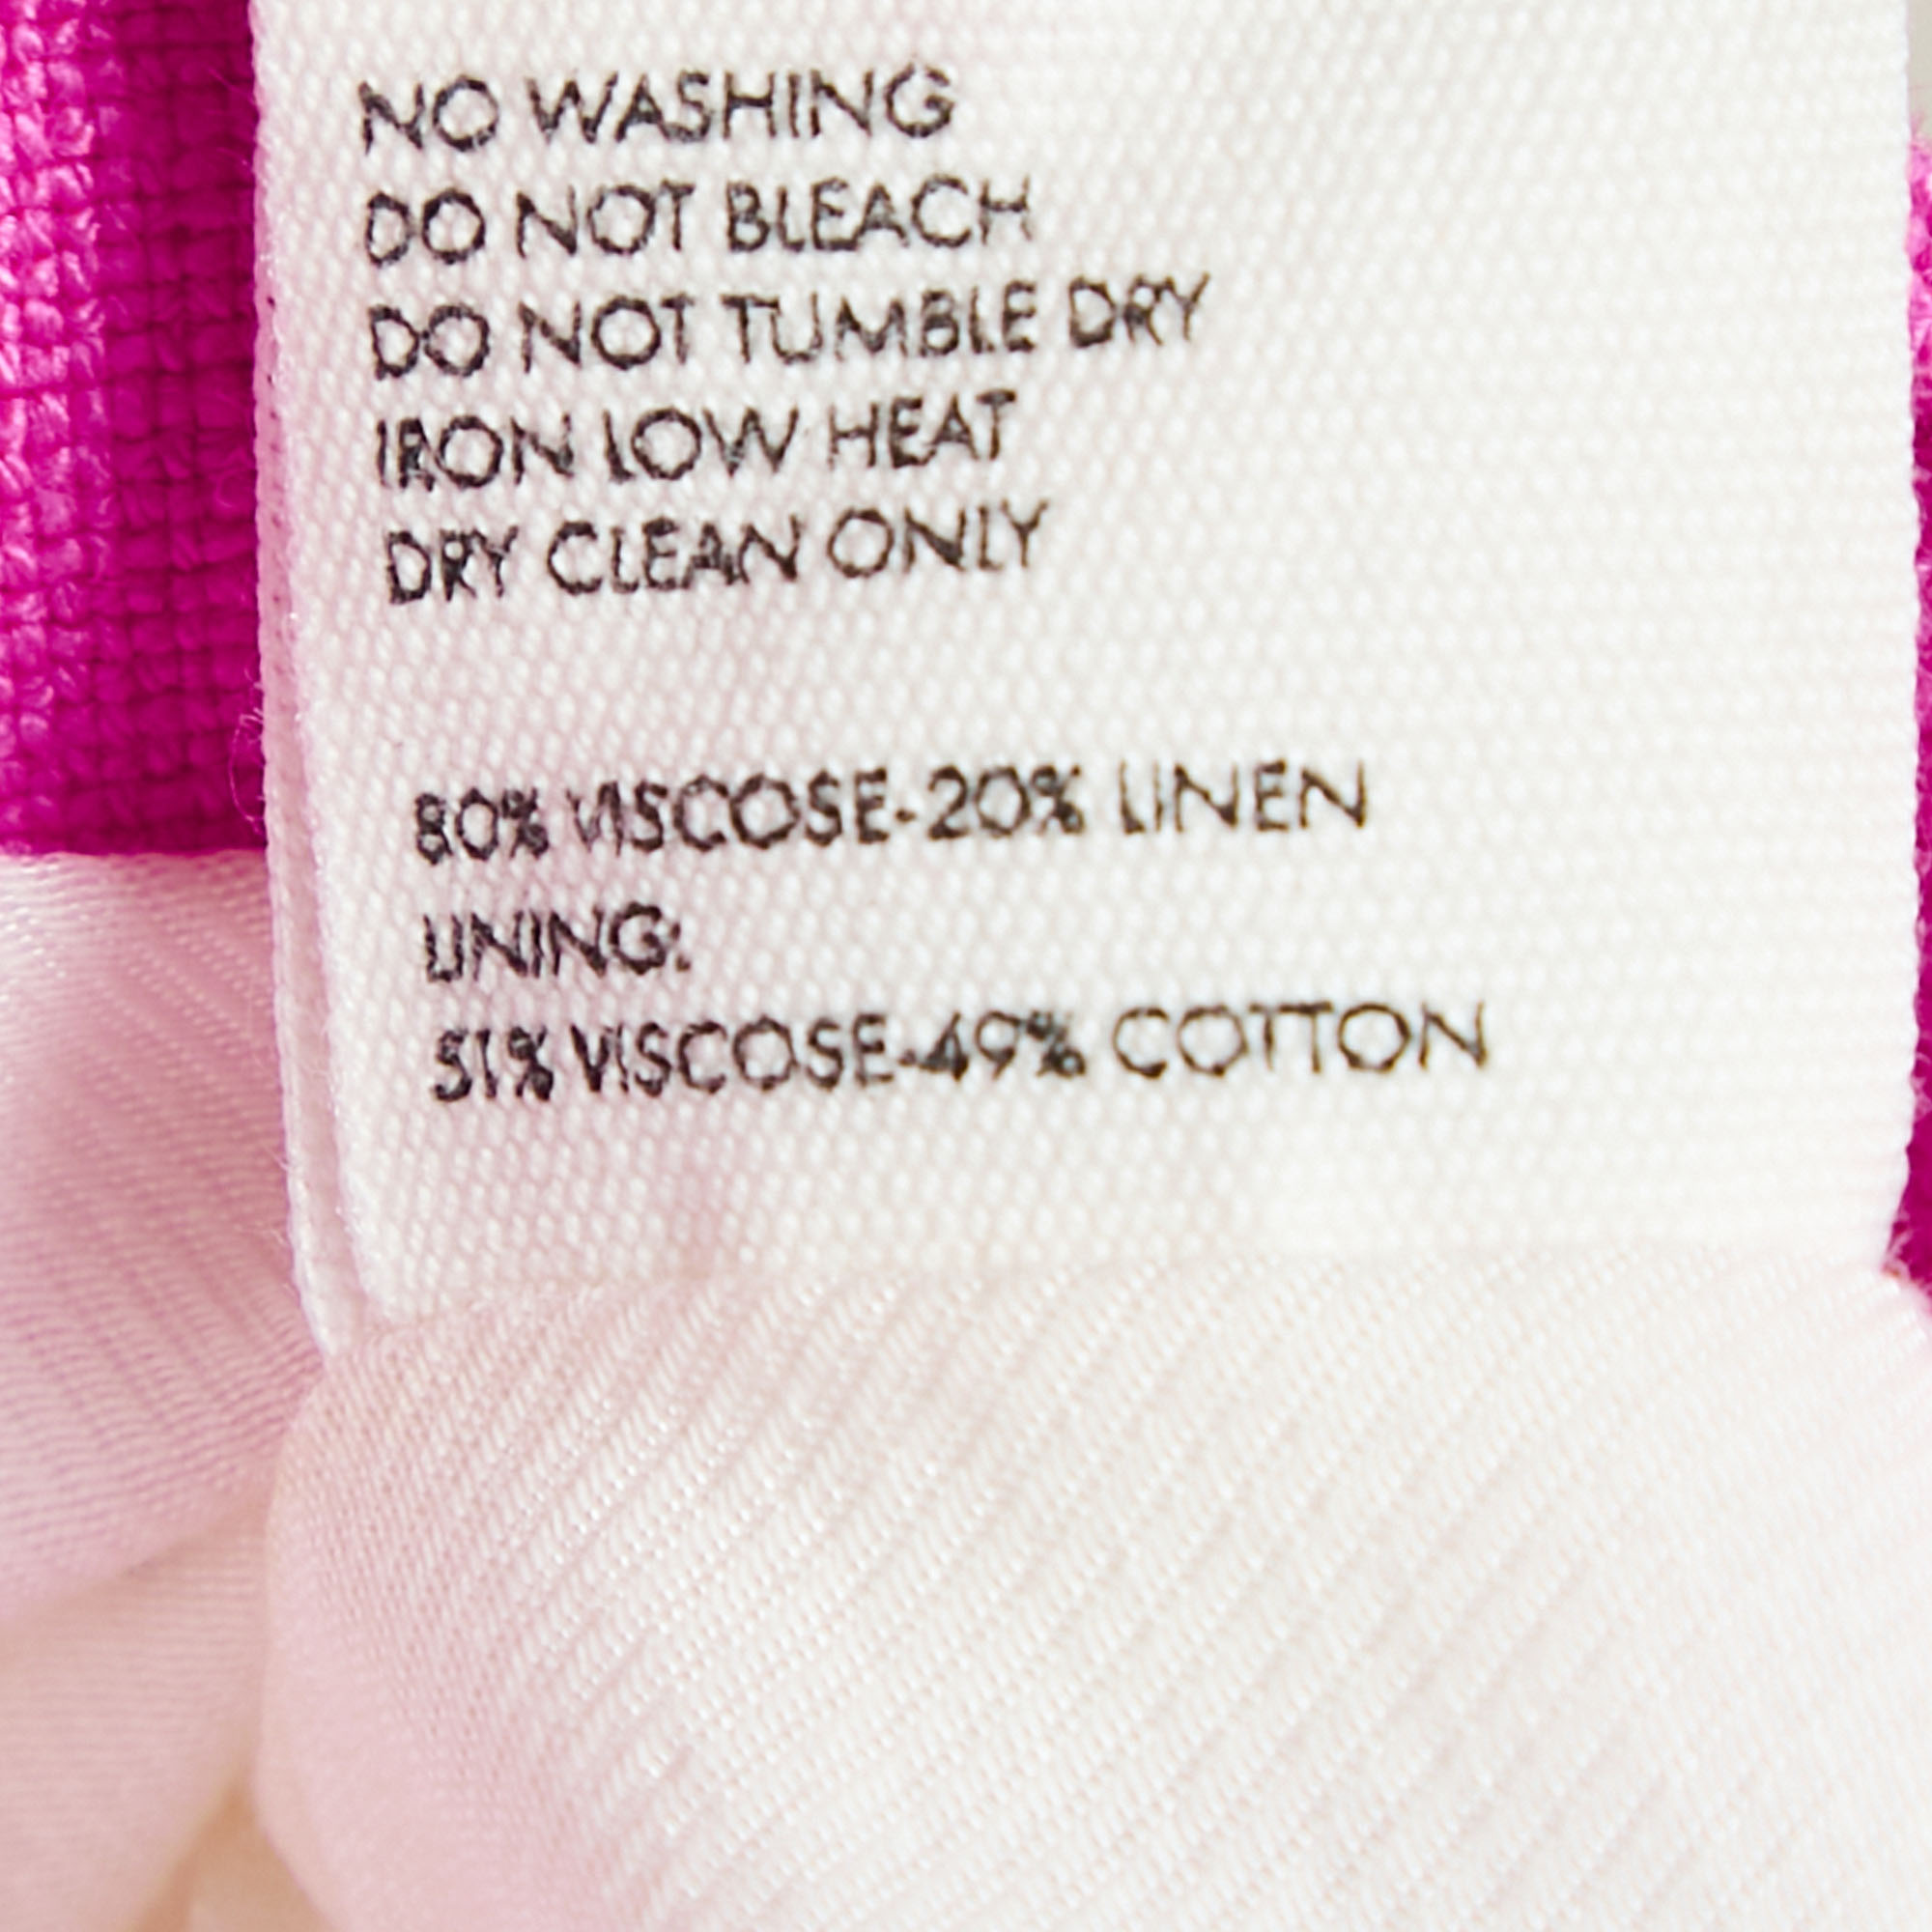 NO WASHING
DO NOT BLEACH
DO NOT TUMBLE DRY
IRON LOW HEAT
DRY CLEAN ONLY
80% VISCOSE-20% LINEN
LINING:
51% VISCOSE-49% COTTON